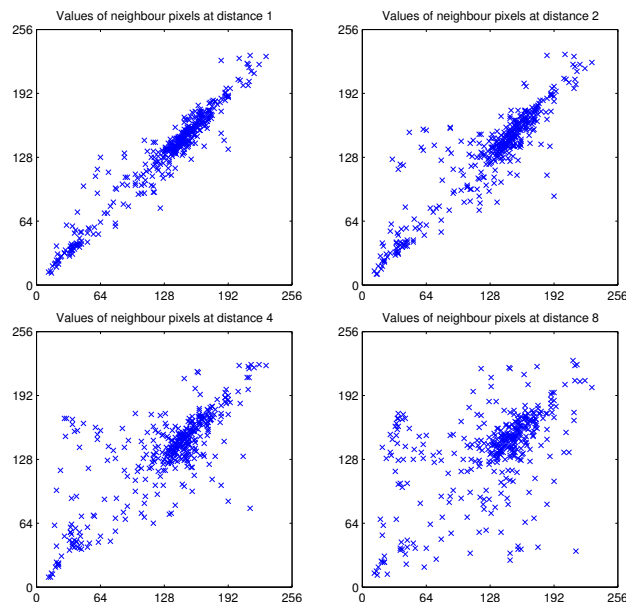 Values of neighbour pixels at distance 1
256
192
128
64
0
0 64 128 192 256
Values of neighbour pixels at distance 2
256
192
128
64
0
0 64 128 192 256
Values of neighbour pixels at distance 4
256
192
128
64
0
0 64 128 192 256
Values of neighbour pixels at distance 8
256
192
128
64
0
0 64 128 192 256